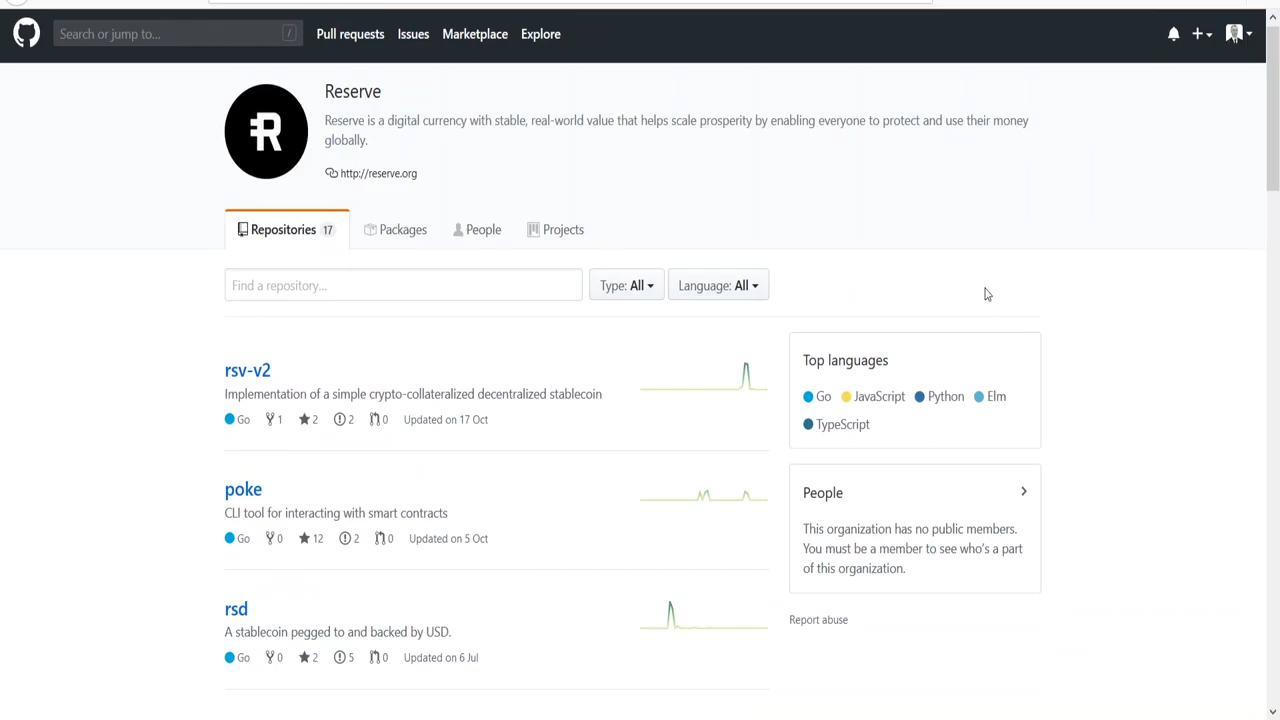 Search or jump to... /
Pull requests Issues Marketplace Explore
Reserve
Reserve is a digital currency with stable, real-world value that helps scale prosperity by enabling everyone to protect and use their money
globally.
http://reserve.org
Repositories 17 Packages People Projects
Find a repository... Type: All Language: All
rsv-v2
Implementation of a simple crypto-collateralized decentralized stablecoin
Go 1 2 2 0 Updated on 17 Oct
poke
CLI tool for interacting with smart contracts
Go 0 12 2 0 Updated on 5 Oct
rsd
A stablecoin pegged to and backed by USD.
Go 0 2 5 0 Updated on 6 Jul
Top languages
Go JavaScript Python Elm
TypeScript
People
This organization has no public members.
You must be a member to see who's a part
of this organization.
Report abuse